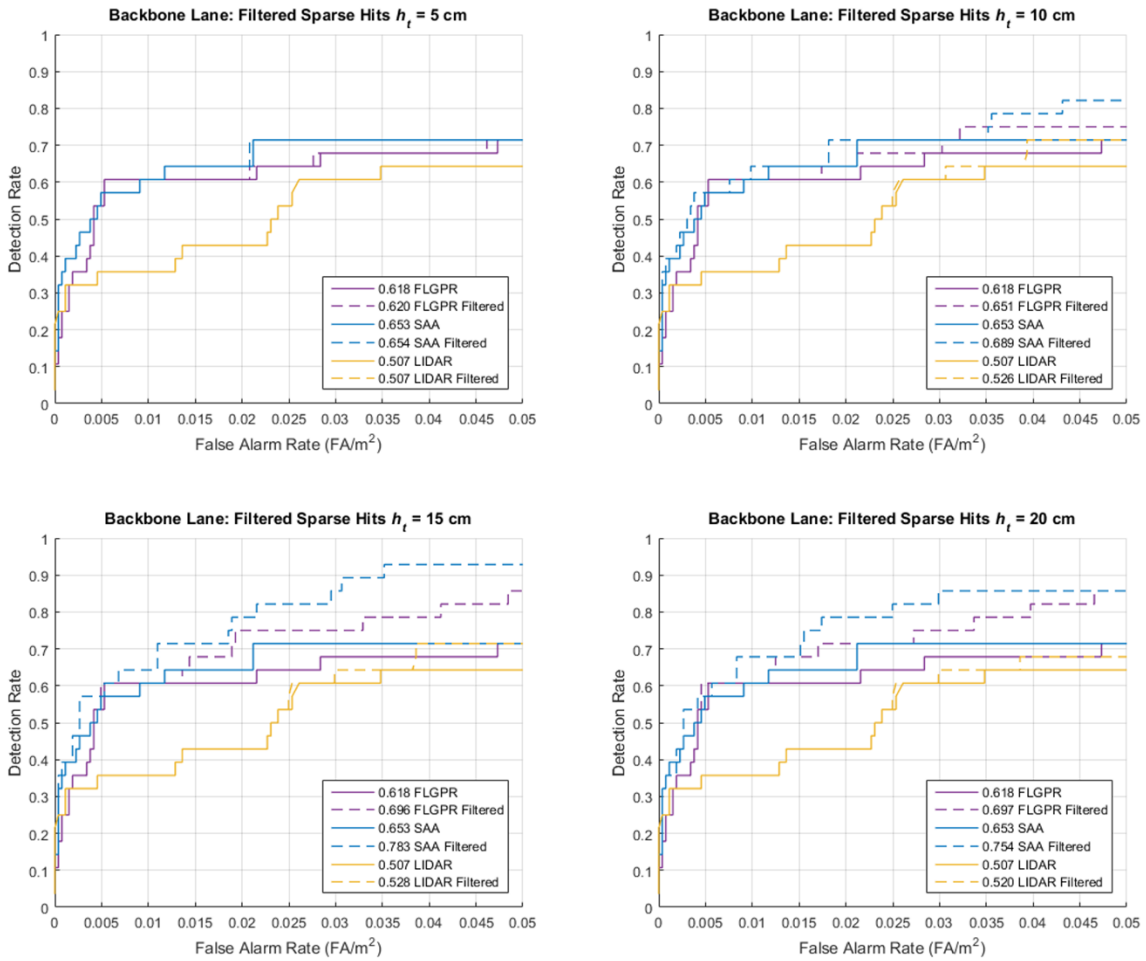 Backbone Lane: Filtered Sparse Hits h_t = 5 cm
1
0.9
0.8
0.7
0.6
0.5
0.4
0.3
0.2
0.1
0
Detection Rate
0.618 FLGPR
0.620 FLGPR Filtered
0.653 SAA
0.654 SAA Filtered
0.507 LIDAR
0.507 LIDAR Filtered
0 0.005 0.01 0.015 0.02 0.025 0.03 0.035 0.04 0.045 0.05
False Alarm Rate (FA/m²)
Backbone Lane: Filtered Sparse Hits h_t = 10 cm
1
0.9
0.8
0.7
0.6
0.5
0.4
0.3
0.2
0.1
0
Detection Rate
0.618 FLGPR
0.651 FLGPR Filtered
0.653 SAA
0.689 SAA Filtered
0.507 LIDAR
0.526 LIDAR Filtered
0 0.005 0.01 0.015 0.02 0.025 0.03 0.035 0.04 0.045 0.05
False Alarm Rate (FA/m²)
Backbone Lane: Filtered Sparse Hits h_t = 15 cm
1
0.9
0.8
0.7
0.6
0.5
0.4
0.3
0.2
0.1
0
Detection Rate
0.618 FLGPR
0.696 FLGPR Filtered
0.653 SAA
0.783 SAA Filtered
0.507 LIDAR
0.528 LIDAR Filtered
0 0.005 0.01 0.015 0.02 0.025 0.03 0.035 0.04 0.045 0.05
False Alarm Rate (FA/m²)
Backbone Lane: Filtered Sparse Hits h_t = 20 cm
1
0.9
0.8
0.7
0.6
0.5
0.4
0.3
0.2
0.1
0
Detection Rate
0.618 FLGPR
0.697 FLGPR Filtered
0.653 SAA
0.754 SAA Filtered
0.507 LIDAR
0.520 LIDAR Filtered
0 0.005 0.01 0.015 0.02 0.025 0.03 0.035 0.04 0.045 0.05
False Alarm Rate (FA/m²)